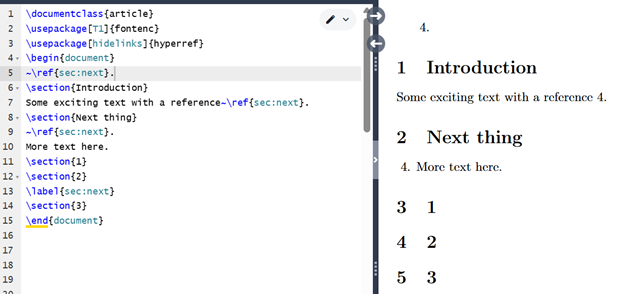 1 \documentclass{article}
2 \usepackage[T1]{fontenc}
3 \usepackage[hidelinks]{hyperref}
4 \begin{document}
5 ~\ref{sec:next}.
6 \section{Introduction}
7 Some exciting text with a reference~\ref{sec:next}.
8 \section{Next thing}
9 ~\ref{sec:next}.
10 More text here.
11 \section{1}
12 \section{2}
13 \label{sec:next}
14 \section{3}
15 \end{document}
16
17
18
19
4.
1 Introduction
Some exciting text with a reference 4.
2 Next thing
4. More text here.
3 1
4 2
5 3